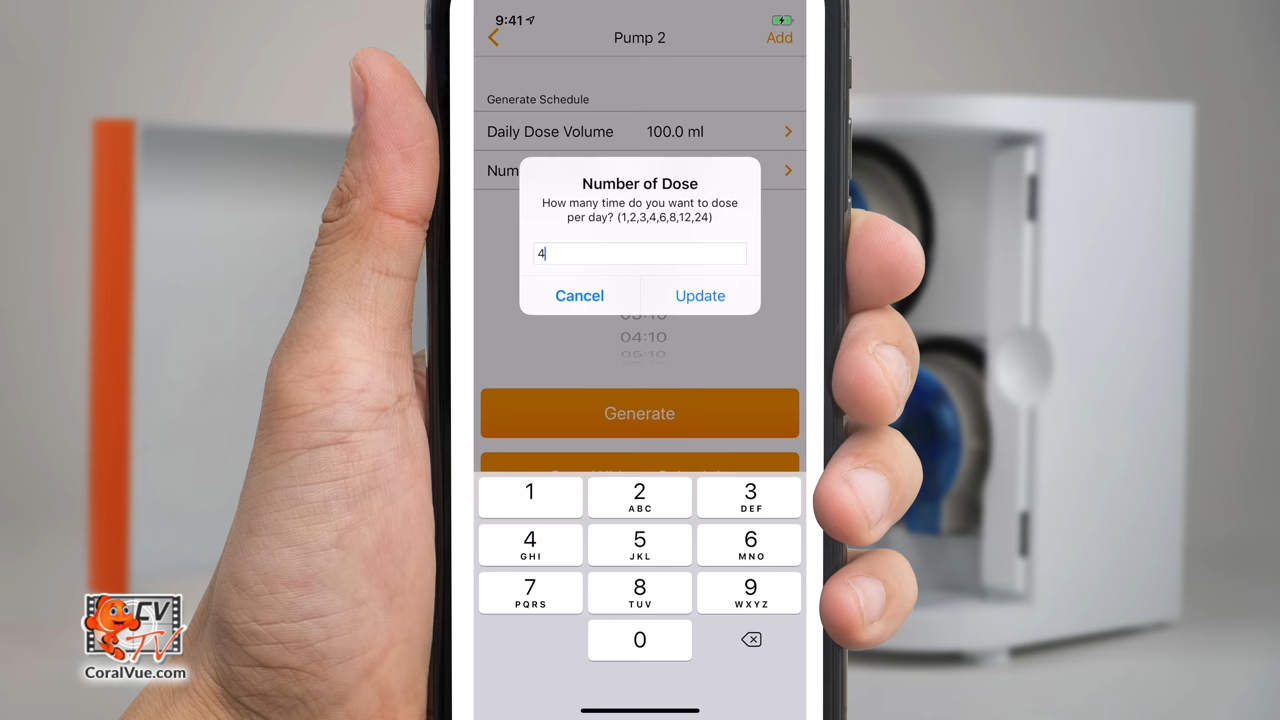 9:41
Pump 2
Add
Generate Schedule
Daily Dose Volume 100.0 ml
Num
Number of Dose
How many time do you want to dose
per day? (1,2,3,4,6,8,12,24)
4
Cancel Update
04:10
05:10
Generate
1 2 3
ABC DEF
4 5 6
GHI JKL MNO
7 8 9
PQRS TUV WXYZ
0
CV
TV
CoralVue.com